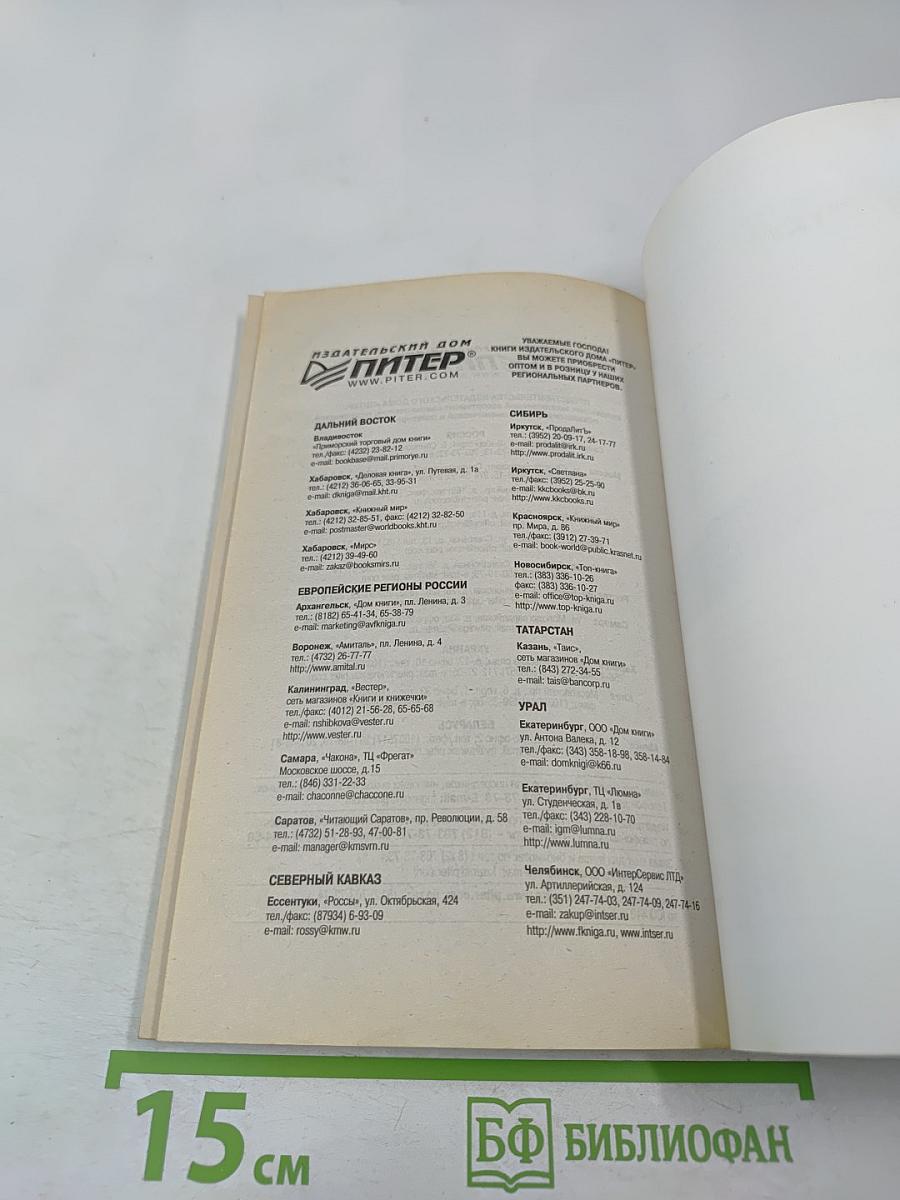 ИЗДАТЕЛЬСКИЙ ДОМ
ПИТЕР®
WWW.PITER.COM
УВАЖАЕМЫЕ ГОСПОДА!
КНИГИ ИЗДАТЕЛЬСКОГО ДОМА «ПИТЕР»
ВЫ МОЖЕТЕ ПРИОБРЕСТИ
ОПТОМ И В РОЗНИЦУ У НАШИХ
РЕГИОНАЛЬНЫХ ПАРТНЕРОВ.
ДАЛЬНИЙ ВОСТОК
Владивосток
«Приморский торговый дом книги»
тел./факс: (4232) 23-82-12
e-mail: bookbase@mail.primorye.ru
Хабаровск, «Деловая книга», ул. Путевая, д. 1а
тел.: (4212) 36-06-65, 33-95-31
e-mail: dkniga@mail.kht.ru
Хабаровск, «Книжный мир»
тел.: (4212) 32-85-51, факс: (4212) 32-82-50
e-mail: postmaster@worldbooks.kht.ru
Хабаровск, «Мирс»
тел.: (4212) 39-49-60
e-mail: zakaz@booksmirs.ru
ЕВРОПЕЙСКИЕ РЕГИОНЫ РОССИИ
Архангельск, «Дом книги», пл. Ленина, д. 3
тел.: (8182) 65-41-34, 65-38-79
e-mail: marketing@avfkniga.ru
Воронеж, «Амиталь», пл. Ленина, д. 4
тел.: (4732) 26-77-77
http://www.amital.ru
Калининград, «Вестер»,
сеть магазинов «Книги и книжечки»
тел./факс: (4012) 21-56-28, 65-65-68
e-mail: nshibkova@vester.ru
http://www.vester.ru
Самара, «Чакона», ТЦ «Фрегат»
Московское шоссе, д.15
тел.: (846) 331-22-33
e-mail: chaconne@chaccone.ru
Саратов, «Читающий Саратов», пр. Революции, д. 58
тел.: (4732) 51-28-93, 47-00-81
e-mail: manager@kmsvrn.ru
СЕВЕРНЫЙ КАВКАЗ
Ессентуки, «Россы», ул. Октябрьская, 424
тел./факс: (87934) 6-93-09
e-mail: rossy@kmw.ru
СИБИРЬ
Иркутск, «ПродаЛитЪ»
тел.: (3952) 20-09-17, 24-17-77
e-mail: prodalit@irk.ru
http://www.prodalit.irk.ru
Иркутск, «Светлана»
тел./факс: (3952) 25-25-90
e-mail: kkcbooks@bk.ru
http://www.kkcbooks.ru
Красноярск, «Книжный мир»
пр. Мира, д. 86
тел./факс: (3912) 27-39-71
e-mail: book-world@public.krasnet.ru
Новосибирск, «Топ-книга»
тел.: (383) 336-10-26
факс: (383) 336-10-27
e-mail: office@top-kniga.ru
http://www.top-kniga.ru
ТАТАРСТАН
Казань, «Таис»,
сеть магазинов «Дом книги»
тел.: (843) 272-34-55
e-mail: tais@bancorp.ru
УРАЛ
Екатеринбург, ООО «Дом книги»
ул. Антона Валека, д. 12
тел./факс: (343) 358-18-98, 358-14-84
e-mail: domknigi@k66.ru
Екатеринбург, ТЦ «Люмна»
ул. Студенческая, д. 1в
тел./факс: (343) 228-10-70
e-mail: igm@lumna.ru
http://www.lumna.ru
Челябинск, ООО «ИнтерСервис ЛТД»
ул. Артиллерийская, д. 124
тел.: (351) 247-74-03, 247-74-09, 247-74-16
e-mail: zakup@intser.ru
http://www.fkniga.ru, www.intser.ru
15 см
БФ БИБЛИОФАН